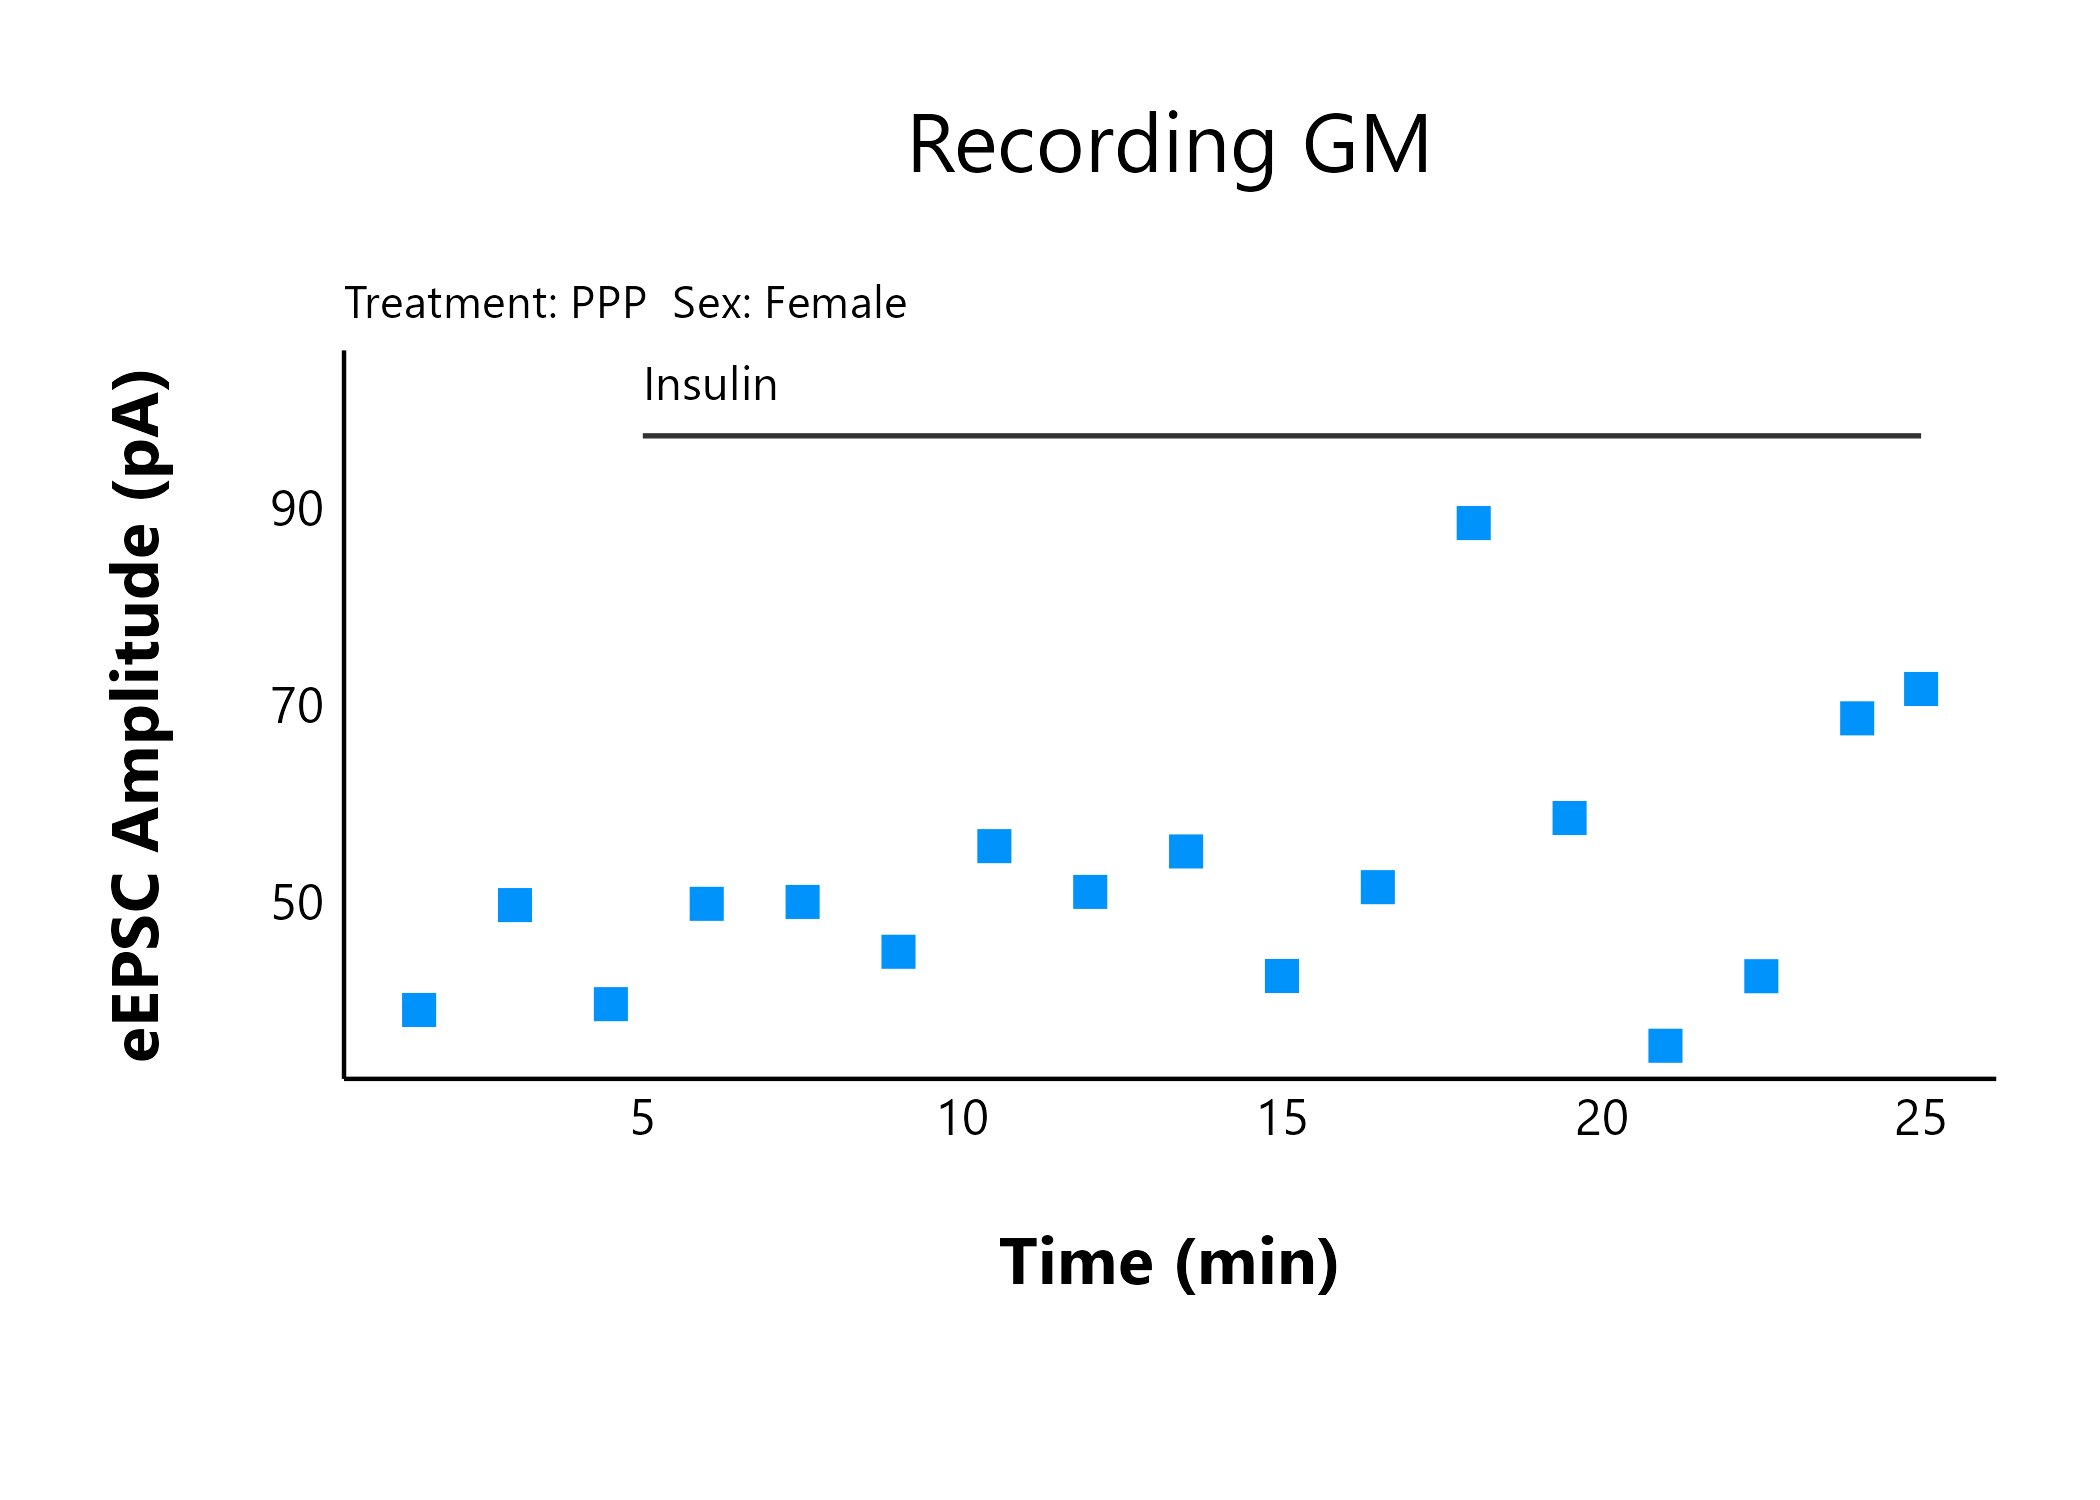 Recording GM
Treatment: PPP  Sex: Female
Insulin
eEPSC Amplitude (pA)
90
70
50
5 10 15 20 25
Time (min)